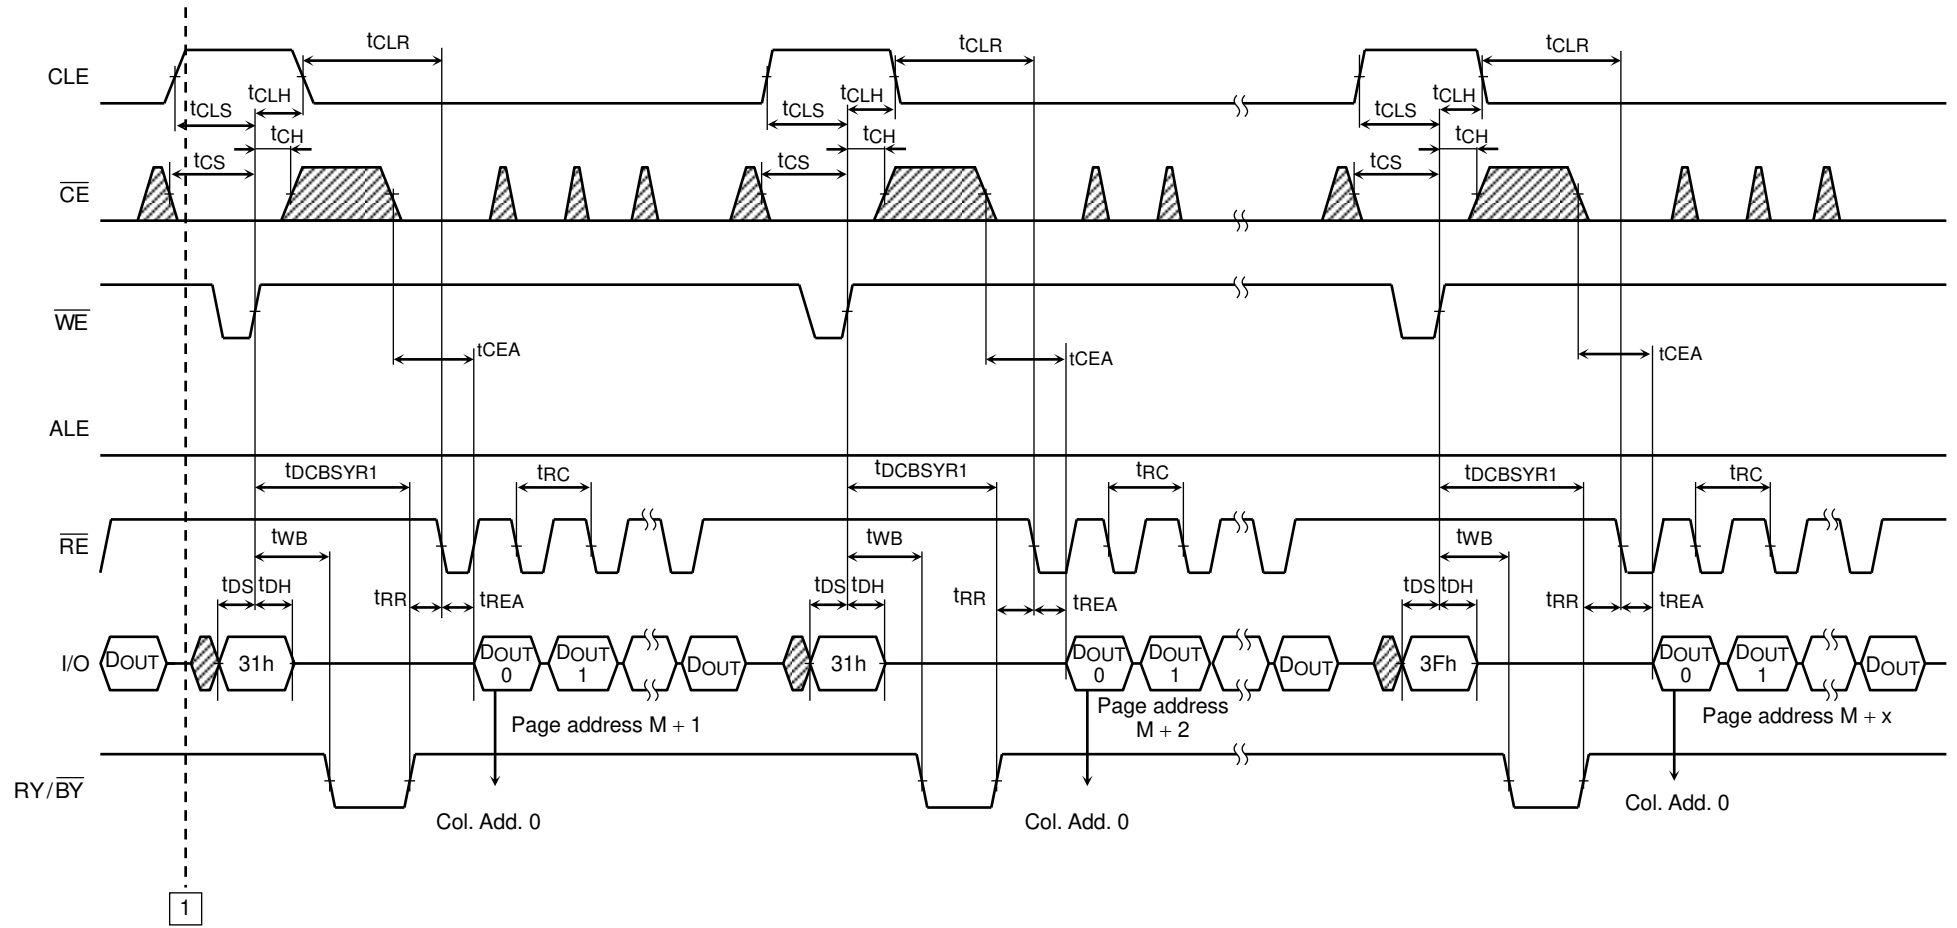 tCLR tCLR tCLR
CLE
tCLH tCLH tCLH
tCLS tCLS tCLS
tCH tCH tCH
tCS tCS tCS
CE
WE
tCEA tCEA tCEA
ALE
tDCBSYR1 tRC tDCBSYR1 tRC tDCBSYR1 tRC
RE
tWB tWB tWB
tDS tDH tDS tDH tDS tDH
tRR tREA tRR tREA tRR tREA
I/O DOUT 31h DOUT 0 DOUT 1 DOUT 31h DOUT 0 DOUT 1 DOUT 3Fh DOUT 0 DOUT 1 DOUT
Page address M + 1
Page address
M + 2
Page address M + x
RY/BY
Col. Add. 0 Col. Add. 0 Col. Add. 0
1